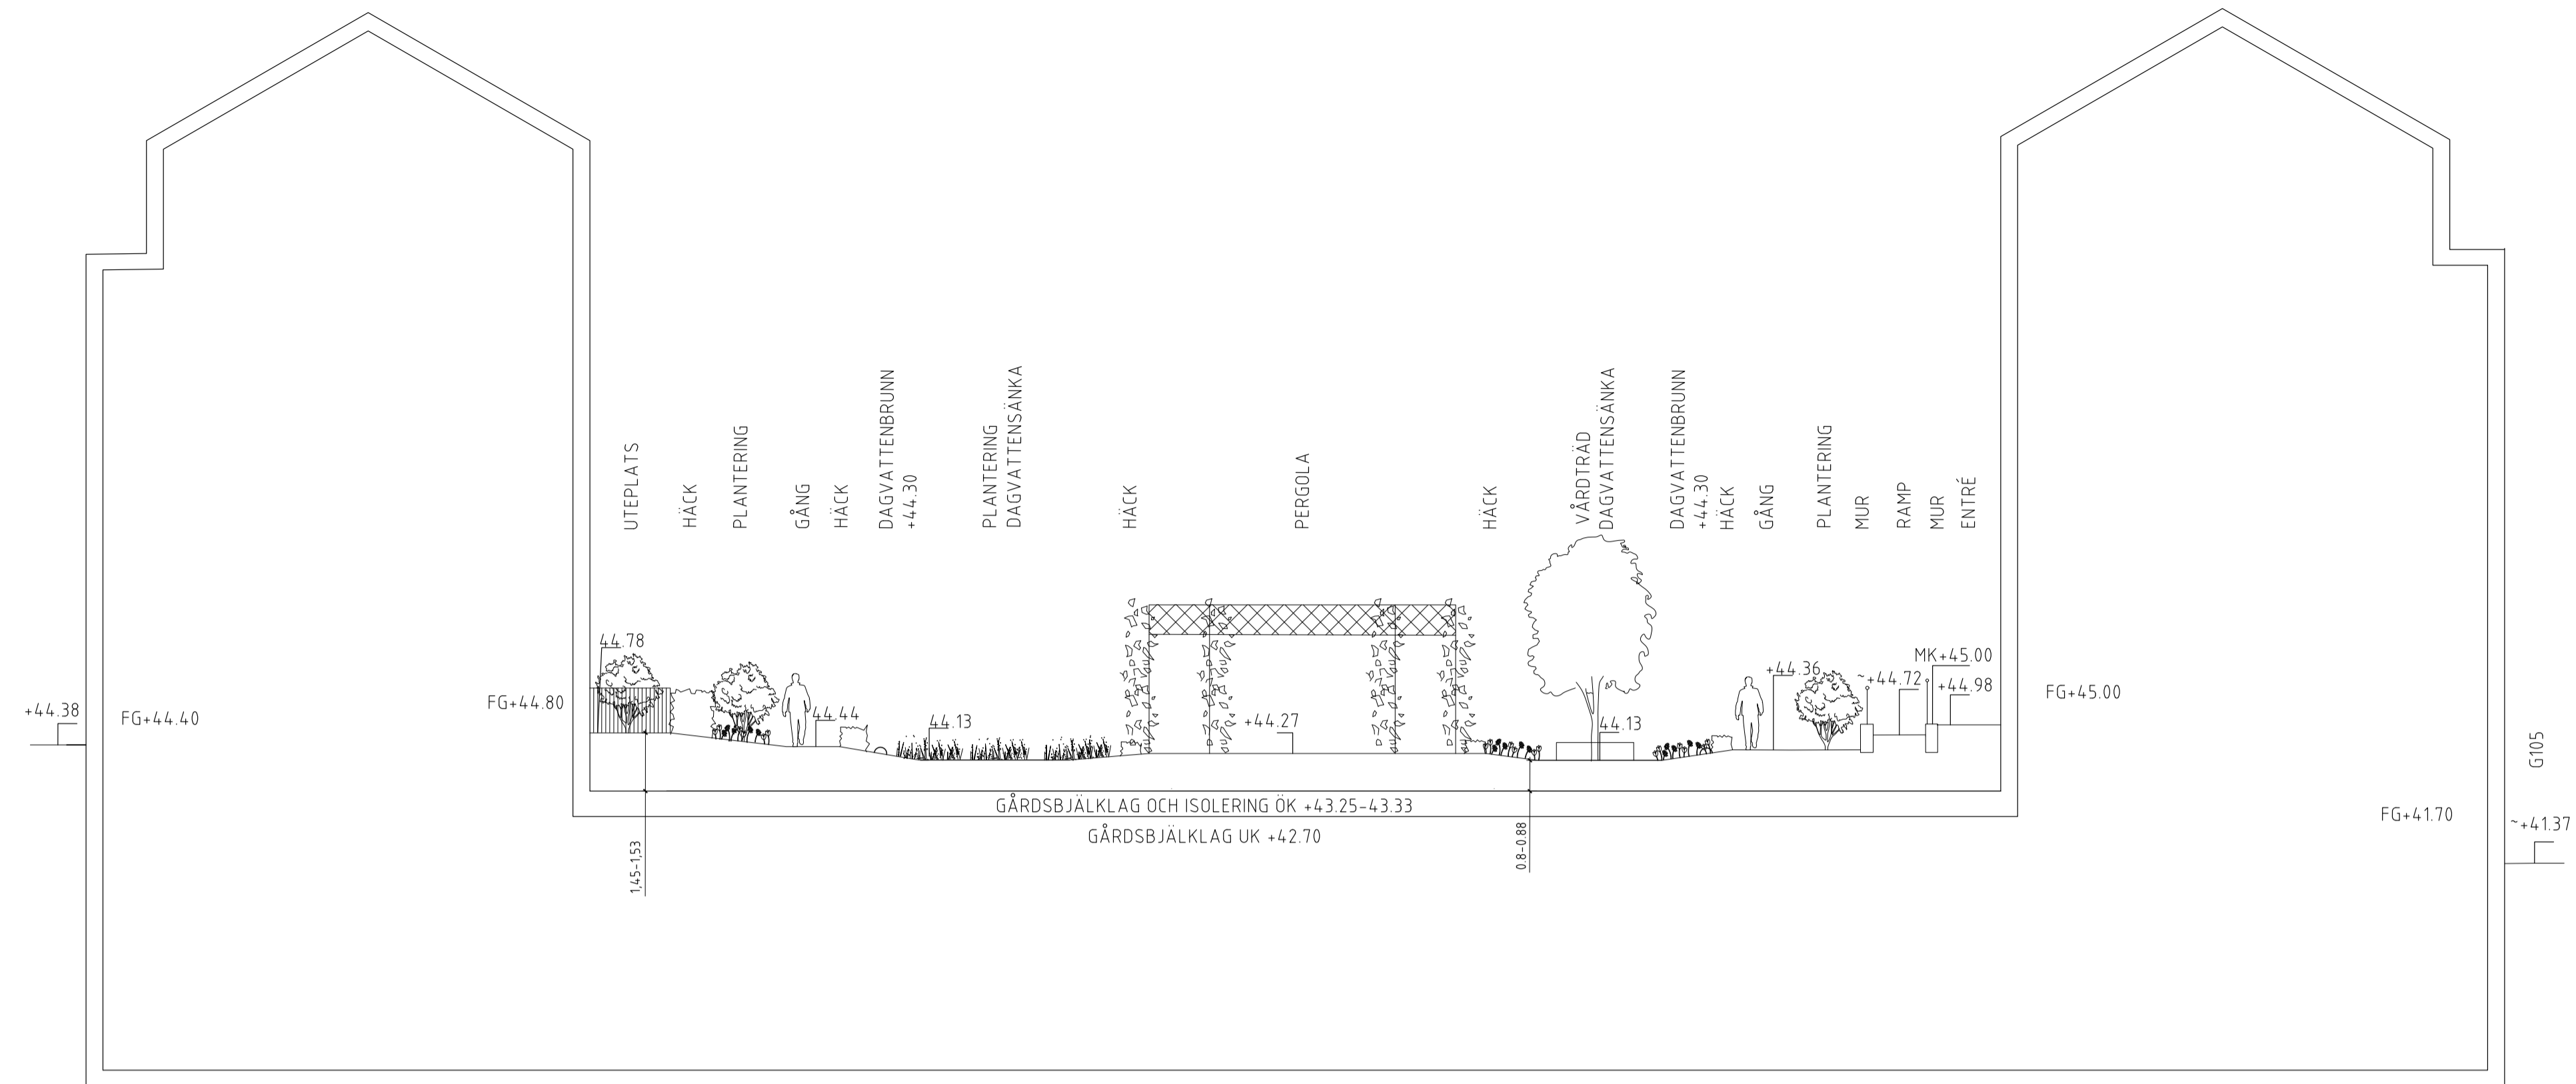 UTEPLATS
HÄCK
PLANTERING
GÅNG
HÄCK
DAGVATTENBRUNN
+44.30
PLANTERING
DAGVATTENSÄNKA
HÄCK
PERGOLA
HÄCK
VÅRDTRÄD
DAGVATTENSÄNKA
DAGVATTENBRUNN
+44.30
HÄCK
GÅNG
PLANTERING
MUR
RAMP
MUR
ENTRÉ
+44.38
FG+44.40
FG+44.80
44.78
44.44
44.13
+44.27
44.13
+44.36
~+44.72
MK+45.00
+44.98
FG+45.00
G105
FG+41.70
~+41.37
GÅRDSBJÄLKLAG OCH ISOLERING ÖK +43.25-43.33
GÅRDSBJÄLKLAG UK +42.70
1,45-1,53
0.8-0.88